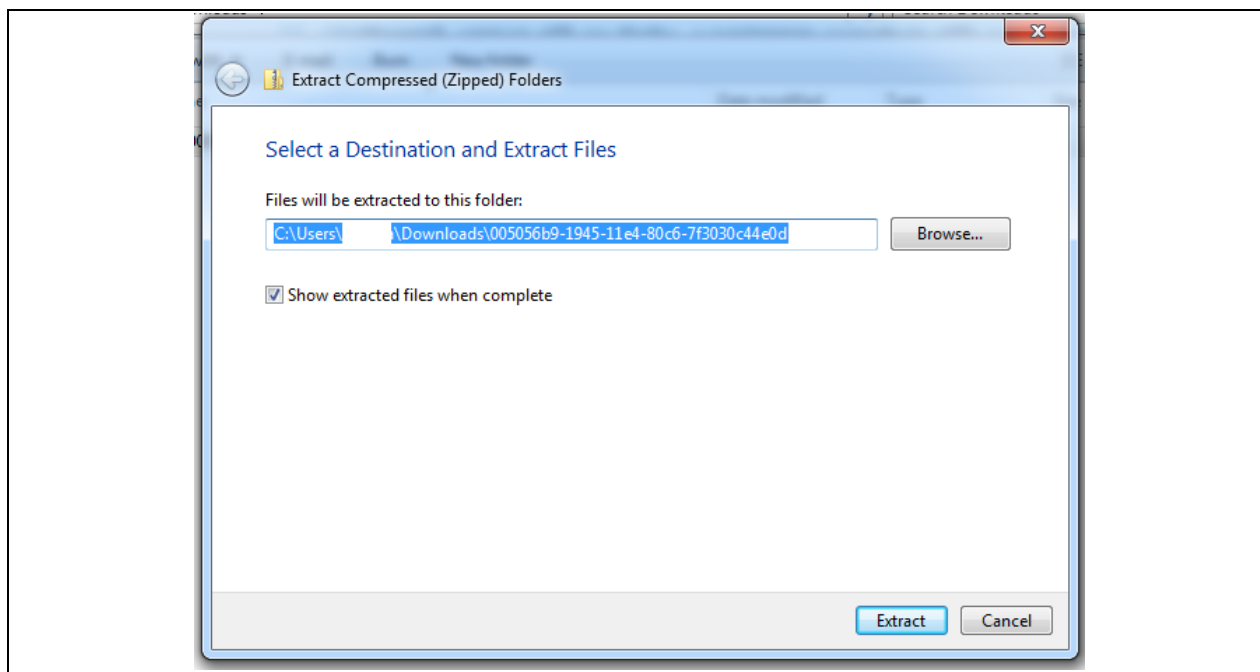 Extract Compressed (Zipped) Folders
Select a Destination and Extract Files
Files will be extracted to this folder:
C:\Users\ \Downloads\005056b9-1945-11e4-80c6-7f3030c44e0d
Browse...
Show extracted files when complete
Extract
Cancel